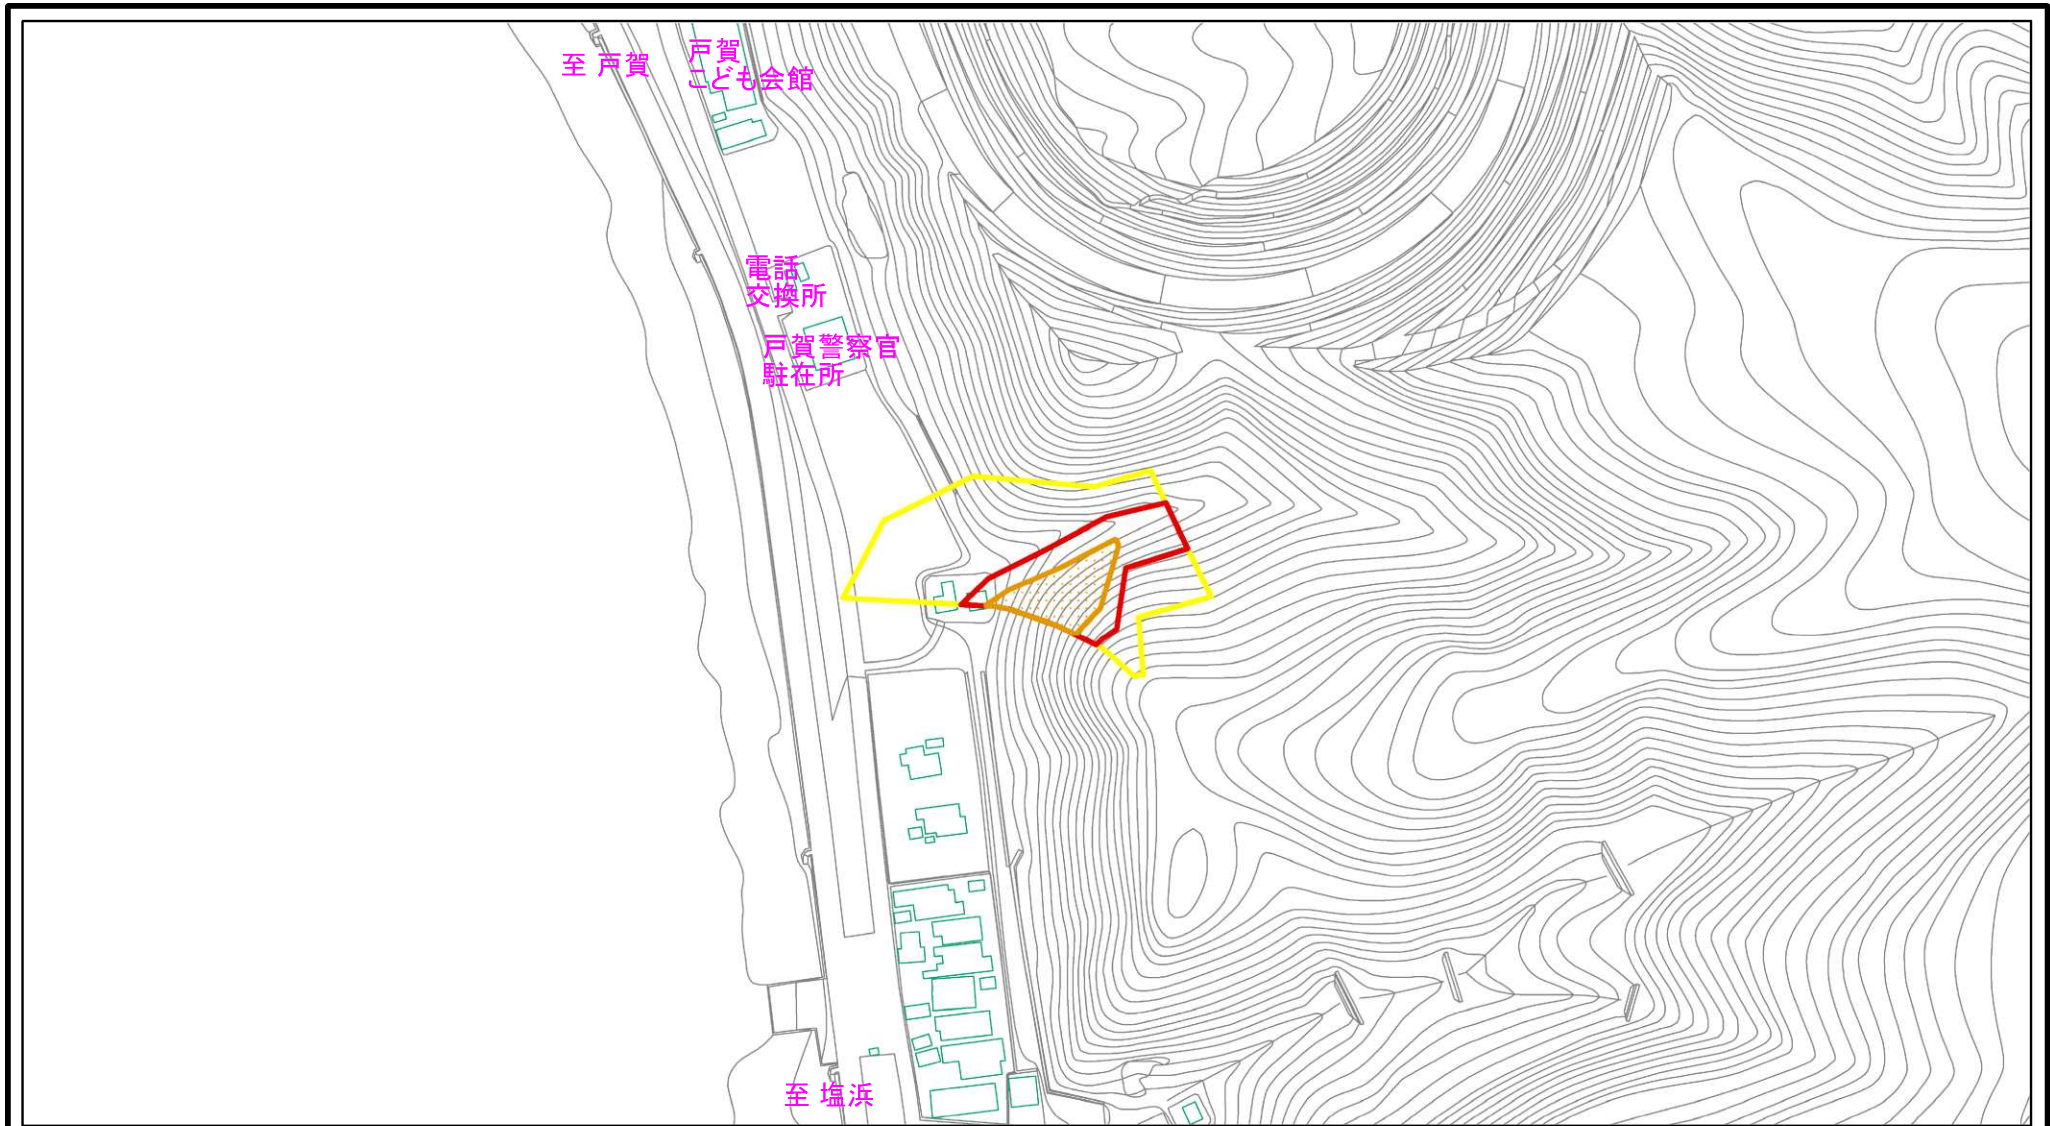 至 戸賀
戸賀
こども会館
電話
交換所
戸賀警察官
駐在所
至 塩浜